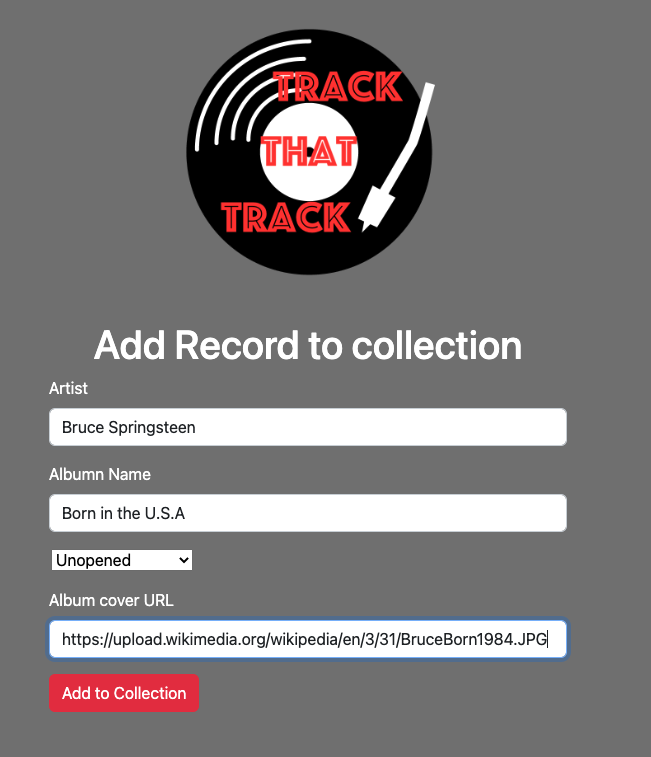 TRACK
THAT
TRACK
Add Record to collection
Artist
Bruce Springsteen
Albumn Name
Born in the U.S.A
Unopened
Album cover URL
https://upload.wikimedia.org/wikipedia/en/3/31/BruceBorn1984.JPG
Add to Collection